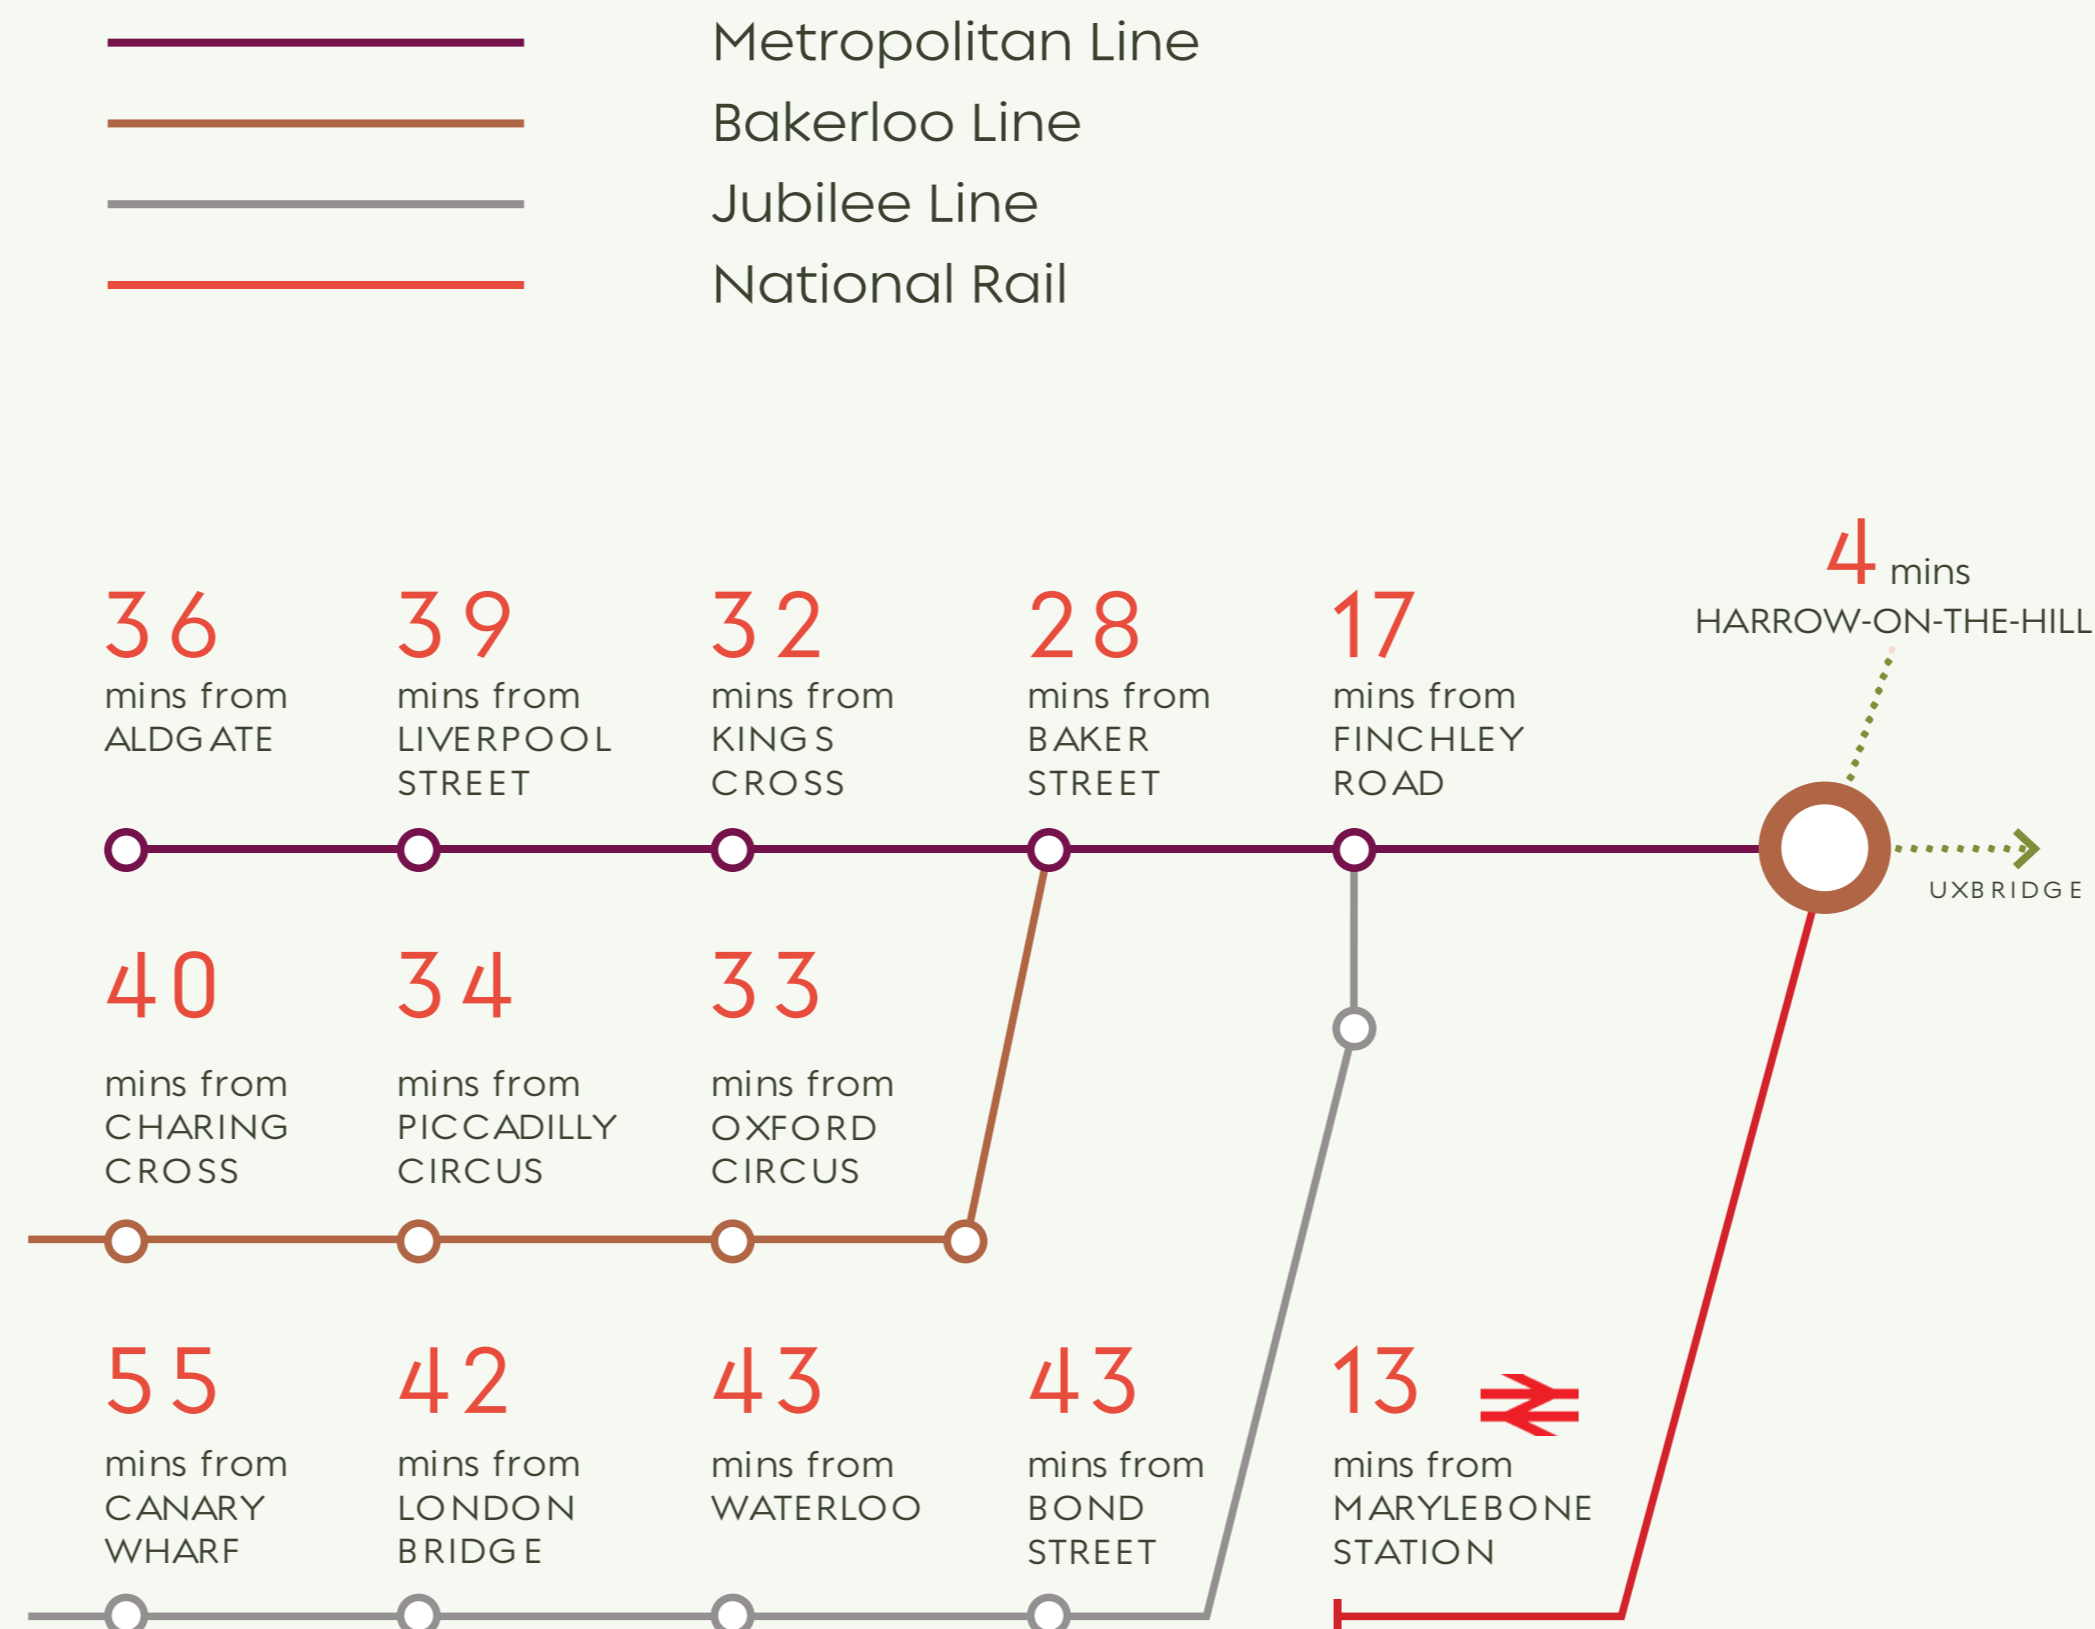 Metropolitan Line
Bakerloo Line
Jubilee Line
National Rail
4 mins
HARROW-ON-THE-HILL
36
mins from
ALDGATE
39
mins from
LIVERPOOL
STREET
32
mins from
KINGS
CROSS
28
mins from
BAKER
STREET
17
mins from
FINCHLEY
ROAD
UXBRIDGE
40
mins from
CHARING
CROSS
34
mins from
PICCADILLY
CIRCUS
33
mins from
OXFORD
CIRCUS
55
mins from
CANARY
WHARF
42
mins from
LONDON
BRIDGE
43
mins from
WATERLOO
43
mins from
BOND
STREET
13
mins from
MARYLEBONE
STATION